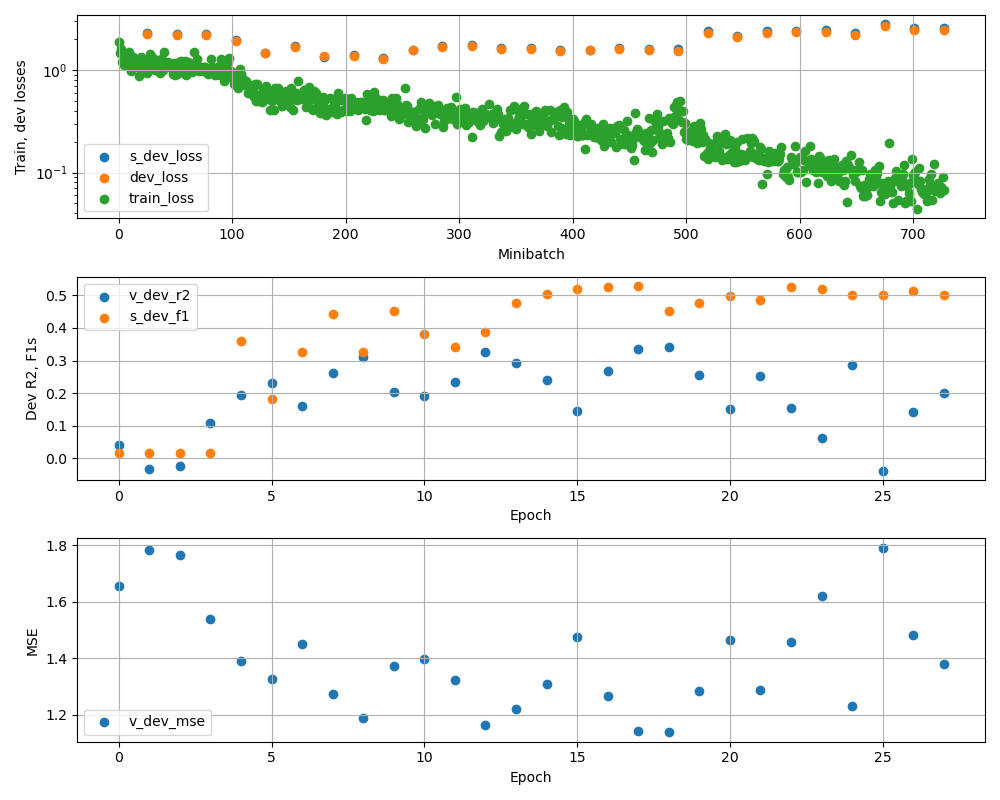 Train, dev losses
10⁰
10⁻¹
s_dev_loss
dev_loss
train_loss
0 100 200 300 400 500 600 700
Minibatch
Dev R2, F1s
0.5
0.4
0.3
0.2
0.1
0.0
v_dev_r2
s_dev_f1
0 5 10 15 20 25
Epoch
MSE
1.8
1.6
1.4
1.2
v_dev_mse
0 5 10 15 20 25
Epoch